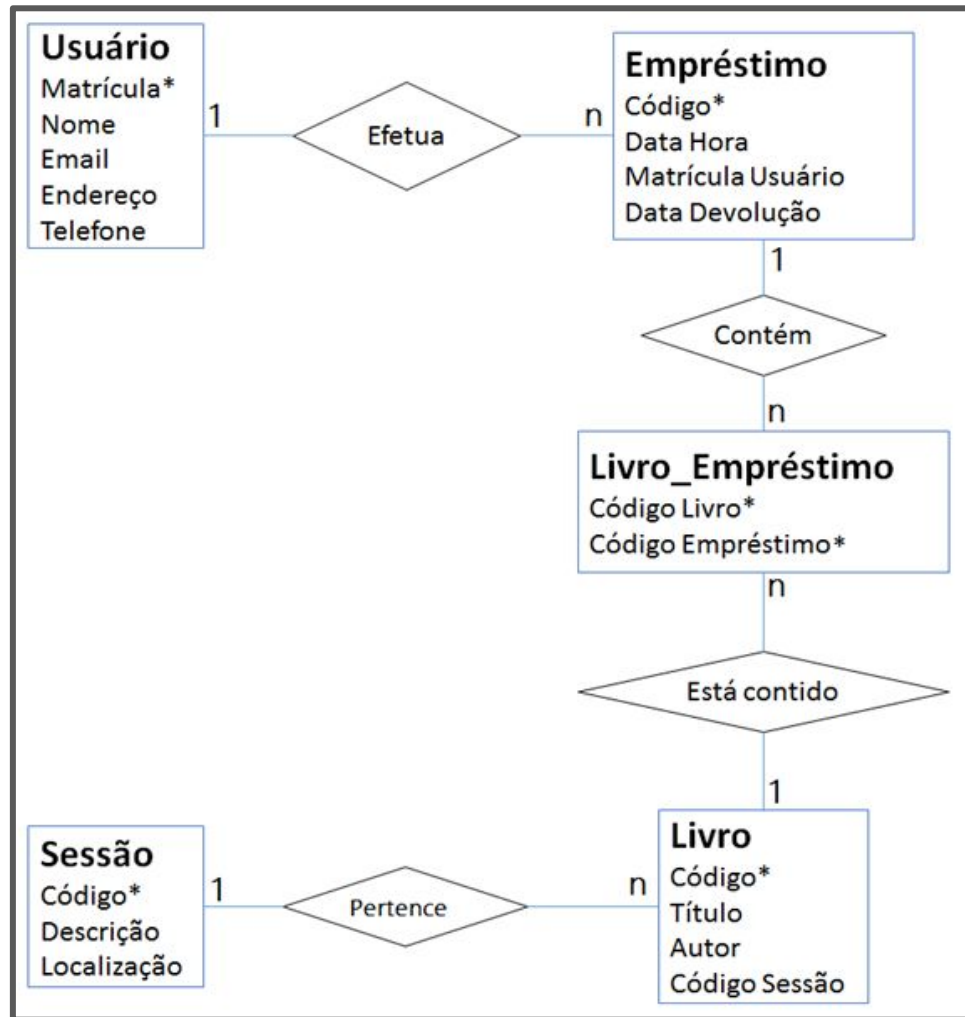 Usuário
Matrícula*
Nome
Email
Endereço
Telefone
1
Efetua
n
Empréstimo
Código*
Data Hora
Matrícula Usuário
Data Devolução
1
Contém
n
Livro_Empréstimo
Código Livro*
Código Empréstimo*
n
Está contido
1
Sessão
Código*
Descrição
Localização
1
Pertence
n
Livro
Código*
Título
Autor
Código Sessão